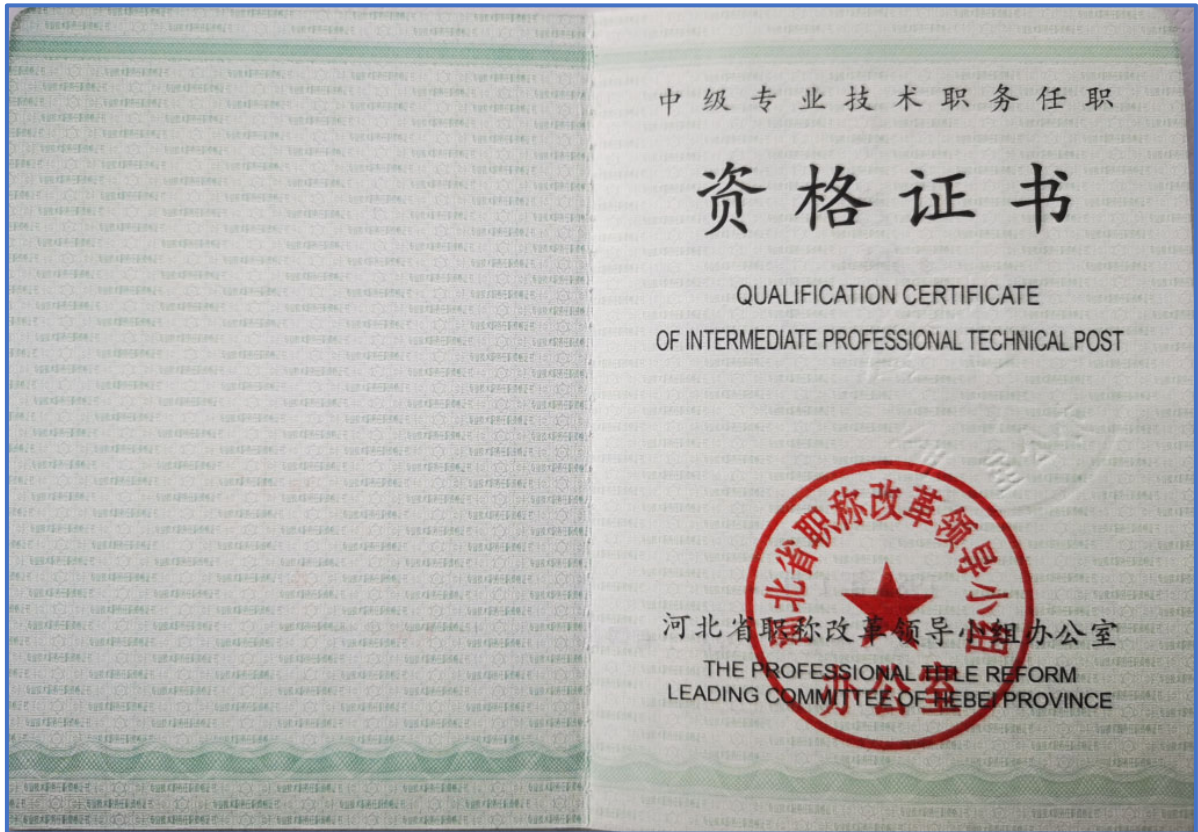 中级专业技术职务任职
资格证书
QUALIFICATION CERTIFICATE
OF INTERMEDIATE PROFESSIONAL TECHNICAL POST
河北省职称改革领导小组
办公室
河北省职称改革领导小组办公室
THE PROFESSIONAL TITLE REFORM
LEADING COMMITTEE OF HEBEI PROVINCE